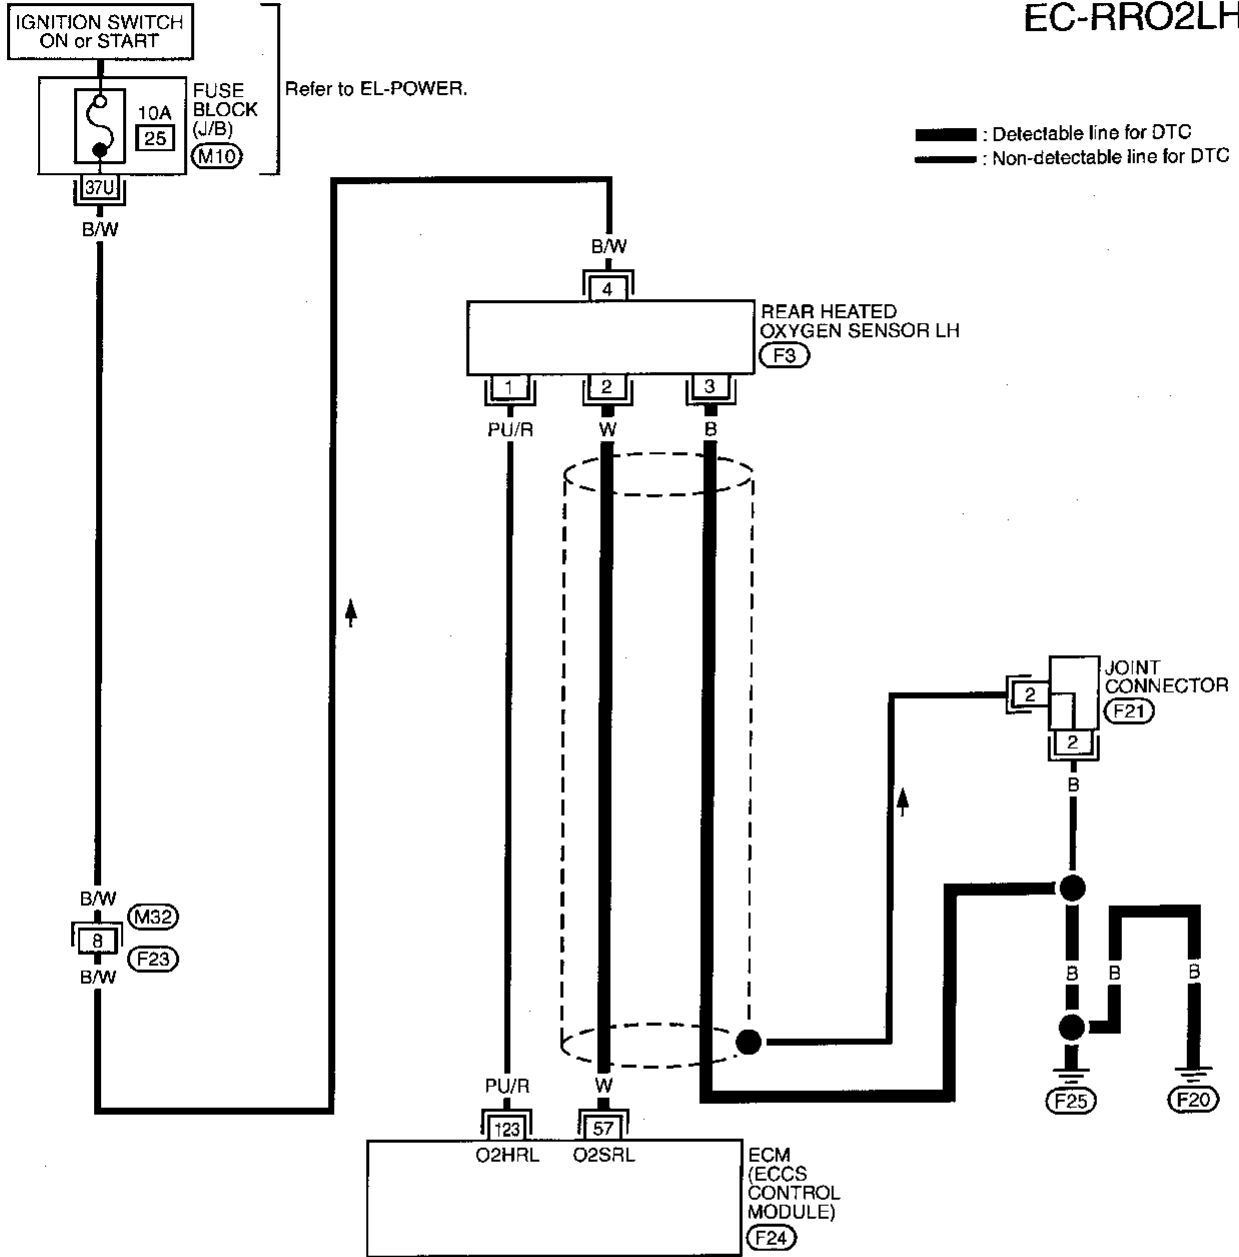 EC-RRO2LH
IGNITION SWITCH
ON or START
FUSE
BLOCK
(J/B)
M10
10A
25
Refer to EL-POWER.
: Detectable line for DTC
: Non-detectable line for DTC
37U
B/W
B/W
4
REAR HEATED
OXYGEN SENSOR LH
F3
1
2
3
PU/R
W
B
JOINT
CONNECTOR
F21
2
2
B
B/W
M32
8
F23
B/W
B
B
B
PU/R
W
F25
F20
123
57
O2HRL
O2SRL
ECM
(ECCS
CONTROL
MODULE)
F24